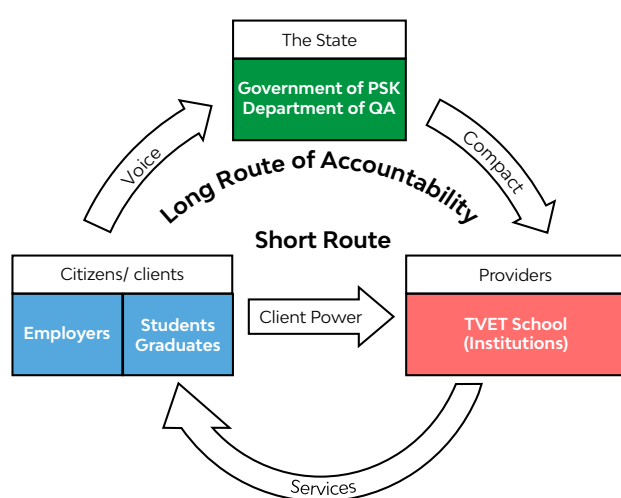 The State
Government of PSK
Department of QA
Voice
Compact
Long Route of Accountability
Short Route
Citizens/ clients
Employers
Students
Graduates
Client Power
Providers
TVET School
(Institutions)
Services